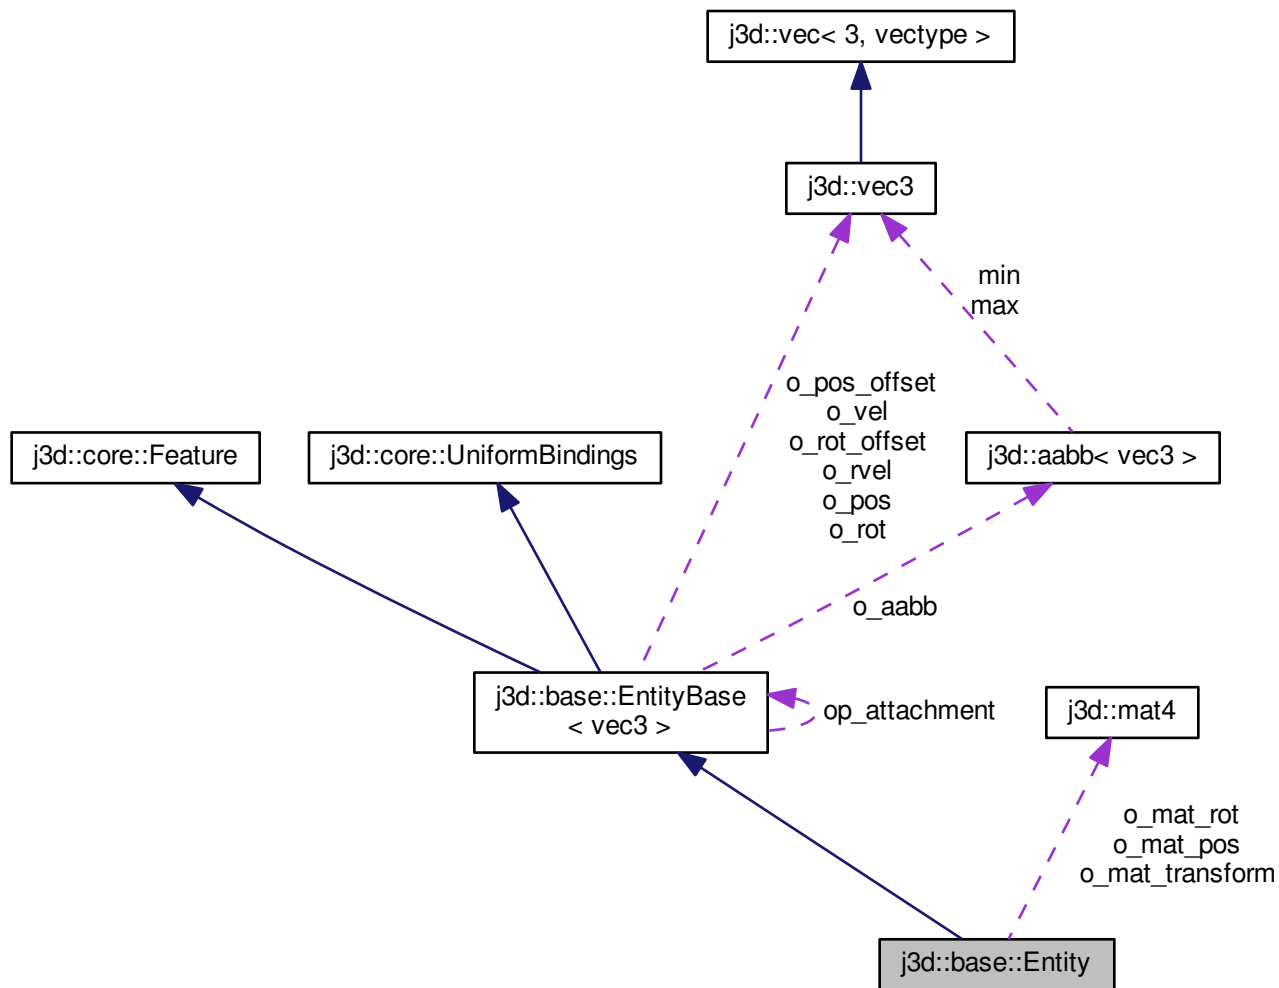 j3d::vec< 3, vectype >
j3d::vec3
min
max
o_pos_offset
o_vel
o_rot_offset
o_rvel
o_pos
o_rot
j3d::core::Feature
j3d::core::UniformBindings
j3d::aabb< vec3 >
o_aabb
j3d::base::EntityBase
< vec3 >
op_attachment
j3d::mat4
o_mat_rot
o_mat_pos
o_mat_transform
j3d::base::Entity